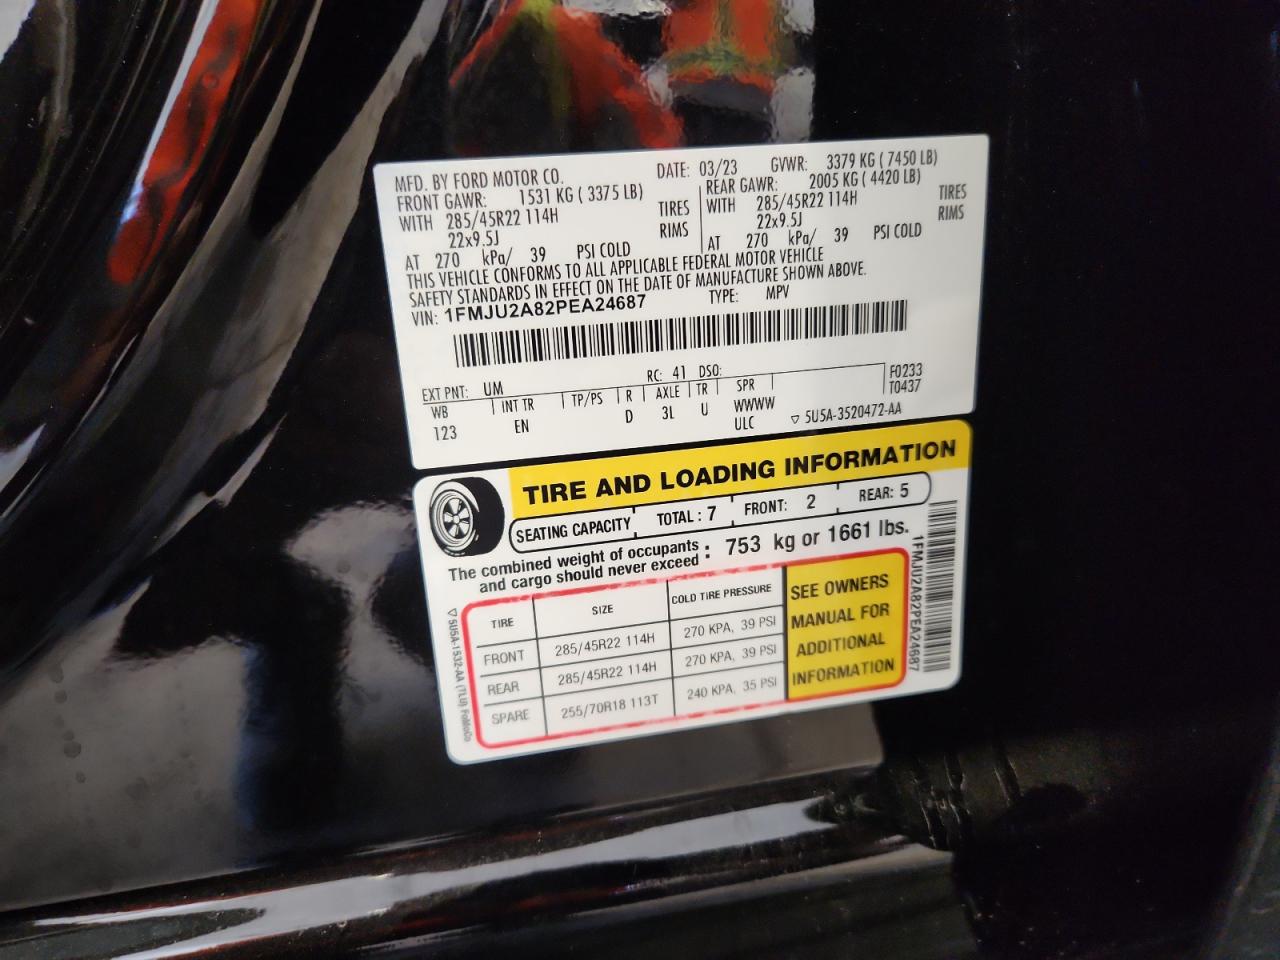 MFD. BY FORD MOTOR CO.
DATE: 03/23 GVWR: 3379 KG ( 7450 LB)
FRONT GAWR: 1531 KG ( 3375 LB)
WITH 285/45R22 114H TIRES
22x9.5J RIMS
AT 270 kPa/ 39 PSI COLD
REAR GAWR: 2005 KG ( 4420 LB)
WITH 285/45R22 114H TIRES
22x9.5J RIMS
AT 270 kPa/ 39 PSI COLD
THIS VEHICLE CONFORMS TO ALL APPLICABLE FEDERAL MOTOR VEHICLE
SAFETY STANDARDS IN EFFECT ON THE DATE OF MANUFACTURE SHOWN ABOVE.
VIN: 1FMJU2A82PEA24687 TYPE: MPV
EXT PNT: UM RC: 41 DSO: F0233
T0437
WB INT TR TP/PS R AXLE TR SPR
123 EN D 3L U WWWW
ULC ▽ 5U5A-3520472-AA
TIRE AND LOADING INFORMATION
SEATING CAPACITY TOTAL : 7 FRONT: 2 REAR: 5
The combined weight of occupants
and cargo should never exceed : 753 kg or 1661 lbs.
TIRE SIZE COLD TIRE PRESSURE
FRONT 285/45R22 114H 270 KPA, 39 PSI
REAR 285/45R22 114H 270 KPA, 39 PSI
SPARE 255/70R18 113T 240 KPA, 35 PSI
SEE OWNERS
MANUAL FOR
ADDITIONAL
INFORMATION
1FMJU2A82PEA24687
▽ 5U5A-1532-AA (TLU) FoMoCo